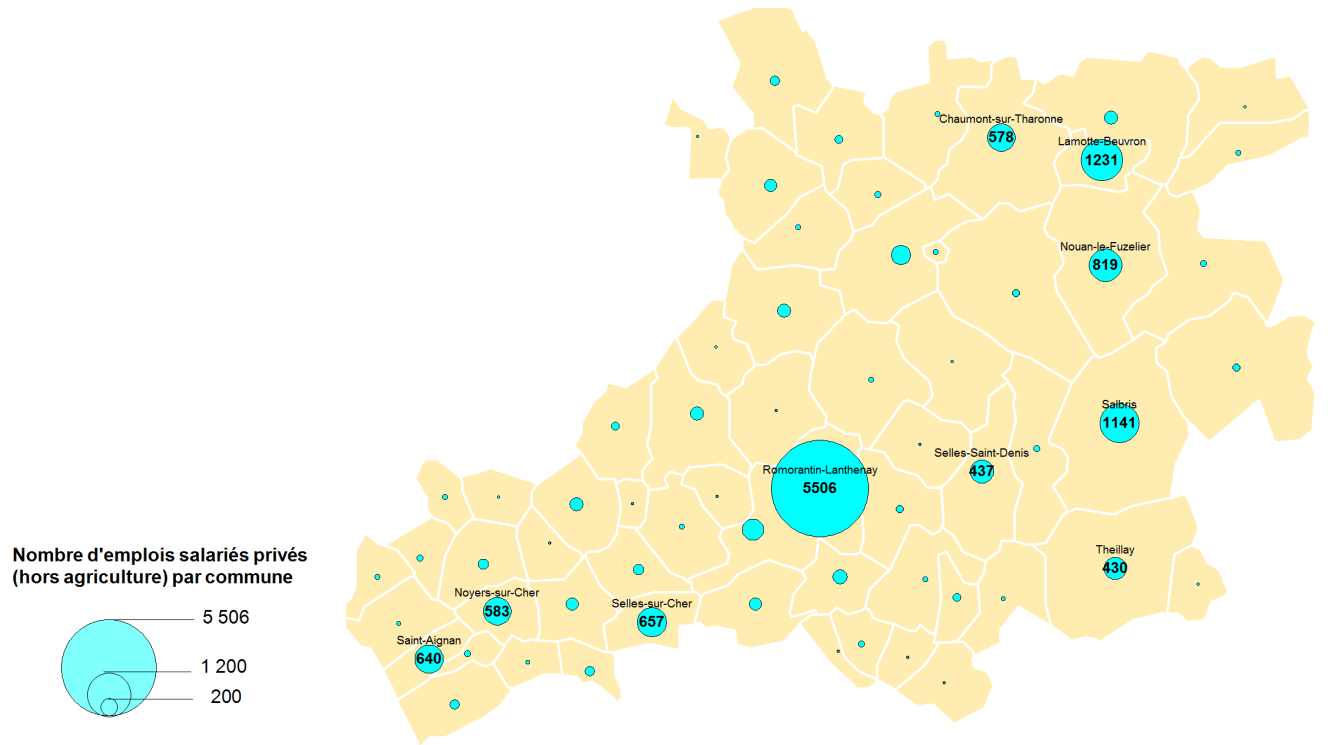 Chaumont-sur-Tharonne
578
Lamotte-Beuvron
1231
Nouan-le-Fuzelier
819
Salbris
1141
Selles-Saint-Denis
437
Romorantin-Lanthenay
5506
Theillay
430
Noyers-sur-Cher
583
Selles-sur-Cher
657
Saint-Aignan
640
Nombre d'emplois salariés privés
(hors agriculture) par commune
5 506
1 200
200